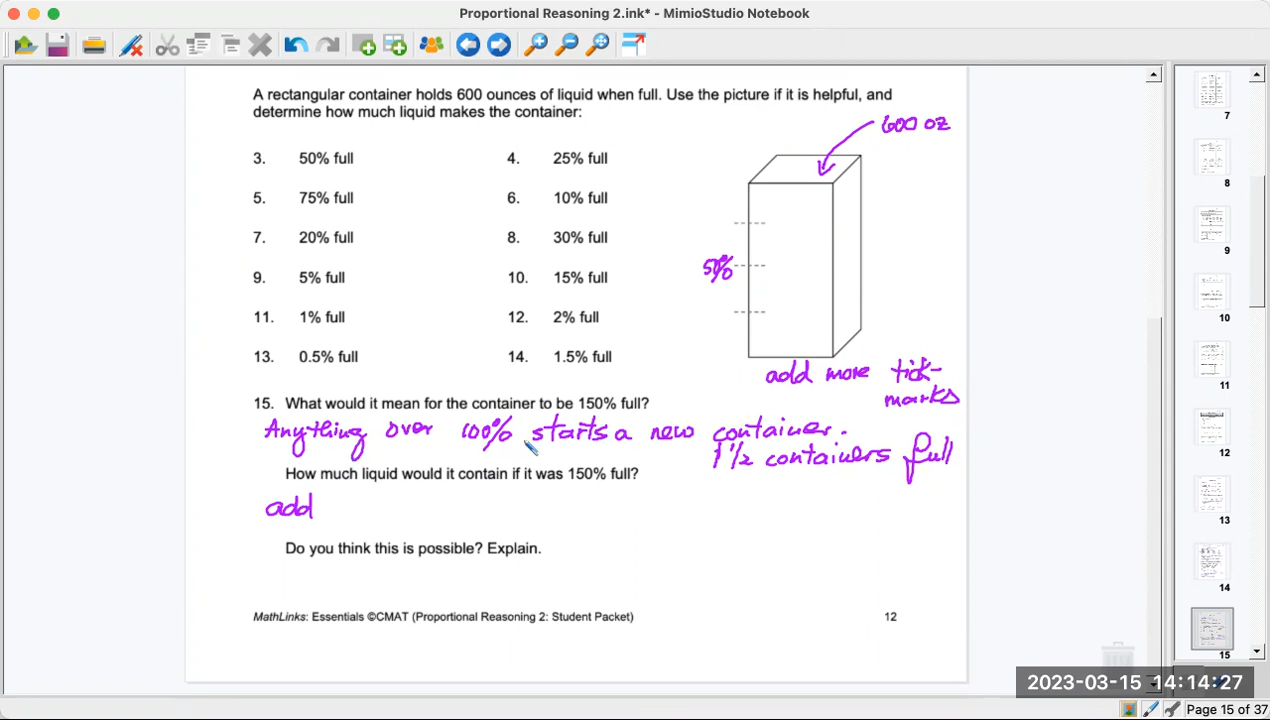 Proportional Reasoning 2.ink* - MimioStudio Notebook
A rectangular container holds 600 ounces of liquid when full. Use the picture if it is helpful, and
determine how much liquid makes the container:
600 oz
3. 50% full 4. 25% full
5. 75% full 6. 10% full
7. 20% full 8. 30% full
50%
9. 5% full 10. 15% full
11. 1% full 12. 2% full
13. 0.5% full 14. 1.5% full
add more tick-
marks
15. What would it mean for the container to be 150% full?
Anything over 100% starts a new container.
1 1/2 containers full
How much liquid would it contain if it was 150% full?
add
Do you think this is possible? Explain.
MathLinks: Essentials ©CMAT (Proportional Reasoning 2: Student Packet) 12
7
8
9
10
11
12
13
14
15
2023-03-15 14:14:27
Page 15 of 37